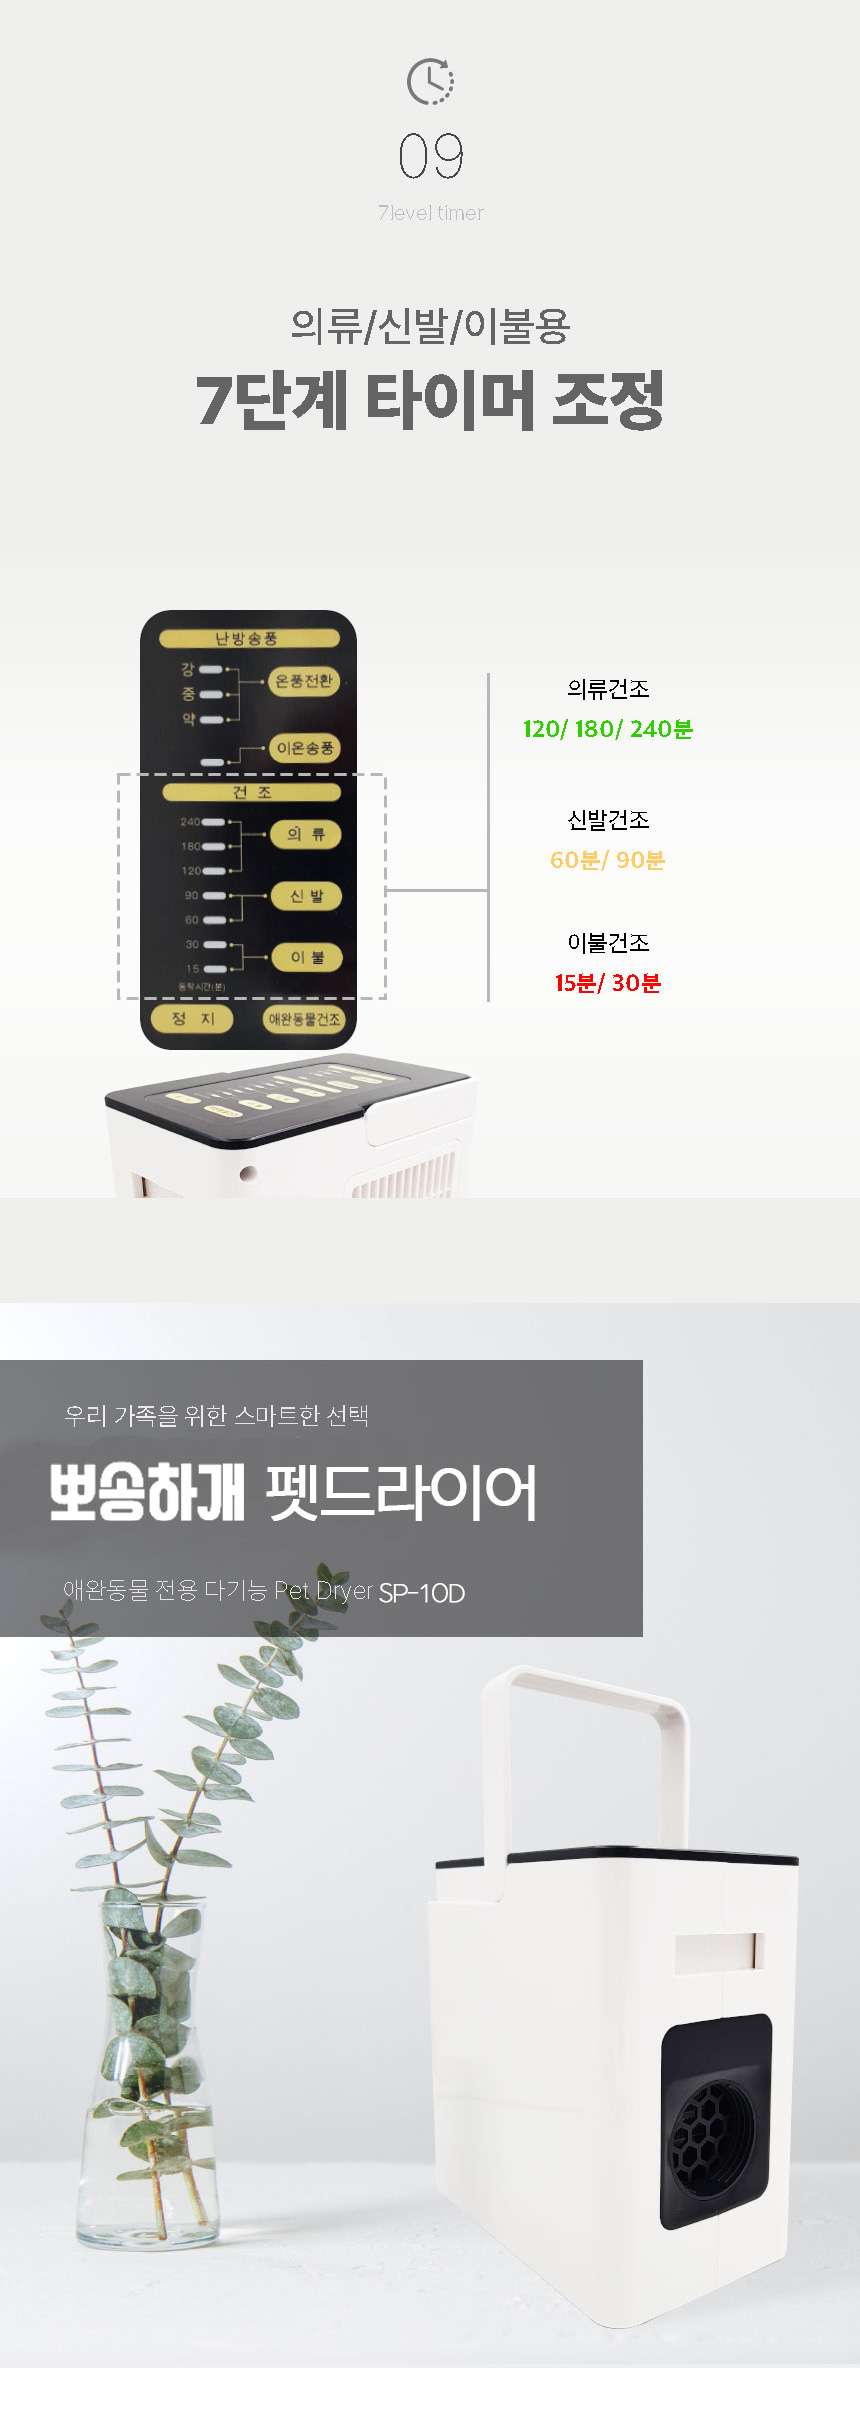 09
7level timer
의류/신발/이불용
7단계 타이머 조정
난방송풍
강
중
약
온풍전환
이온송풍
건 조
240
180
120
의 류
90
60
신 발
30
15
이 불
동작시간(분)
정 지
애완동물건조
의류건조
120/ 180/ 240분
신발건조
60분/ 90분
이불건조
15분/ 30분
우리 가족을 위한 스마트한 선택
뽀송하개 펫드라이어
애완동물 전용 다기능 Pet Dryer SP-10D